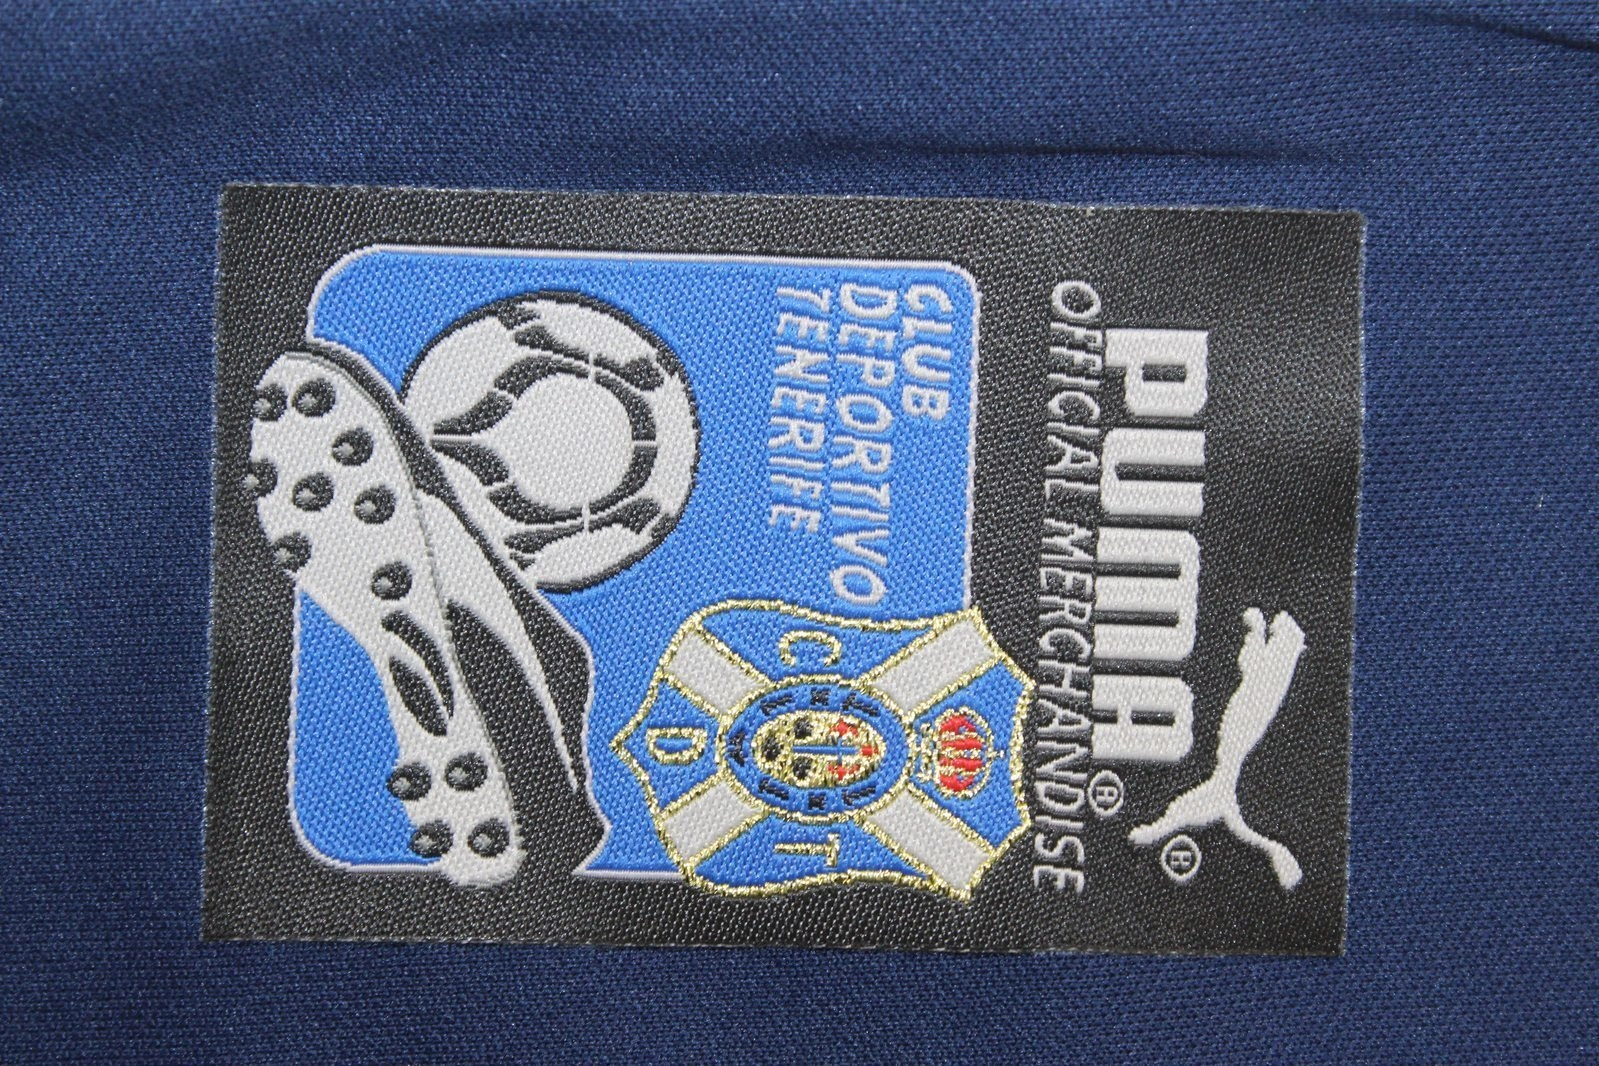 PUMA®
®
OFFICIAL MERCHANDISE
CLUB
DEPORTIVO
TENERIFE
C D T